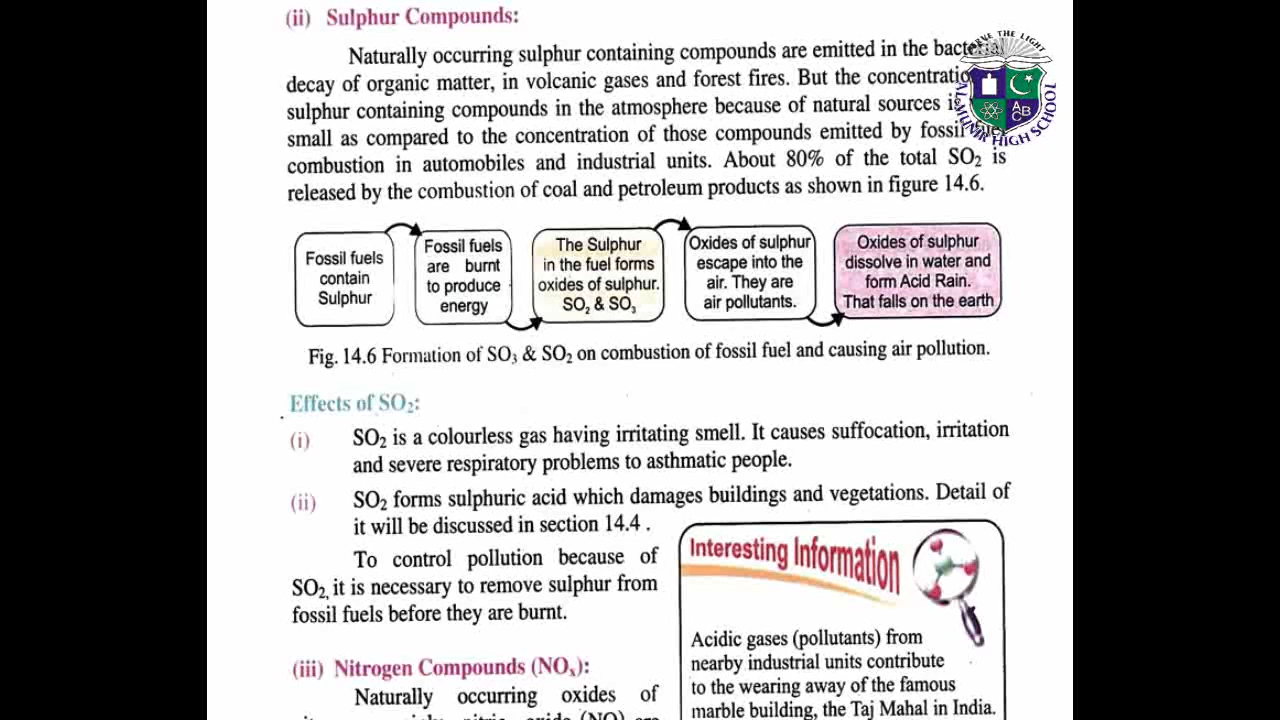 (ii) Sulphur Compounds:
Naturally occurring sulphur containing compounds are emitted in the bacterial
decay of organic matter, in volcanic gases and forest fires. But the concentration
sulphur containing compounds in the atmosphere because of natural sources
small as compared to the concentration of those compounds emitted by fossil fuel
combustion in automobiles and industrial units. About 80% of the total SO₂ is
released by the combustion of coal and petroleum products as shown in figure 14.6.
Fossil fuels
contain
Sulphur
Fossil fuels
are burnt
to produce
energy
The Sulphur
in the fuel forms
oxides of sulphur.
SO₂ & SO₃
Oxides of sulphur
escape into the
air. They are
air pollutants.
Oxides of sulphur
dissolve in water and
form Acid Rain.
That falls on the earth
Fig. 14.6 Formation of SO₃ & SO₂ on combustion of fossil fuel and causing air pollution.
Effects of SO₂:
(i) SO₂ is a colourless gas having irritating smell. It causes suffocation, irritation
and severe respiratory problems to asthmatic people.
(ii) SO₂ forms sulphuric acid which damages buildings and vegetations. Detail of
it will be discussed in section 14.4 .
To control pollution because of
SO₂, it is necessary to remove sulphur from
fossil fuels before they are burnt.
(iii) Nitrogen Compounds (NOₓ):
Naturally occurring oxides of
nitric oxide (NO) are
Interesting Information
Acidic gases (pollutants) from
nearby industrial units contribute
to the wearing away of the famous
marble building, the Taj Mahal in India.
THE LIGHT
AL-MUNIR HIGH SCHOOL
A B
C